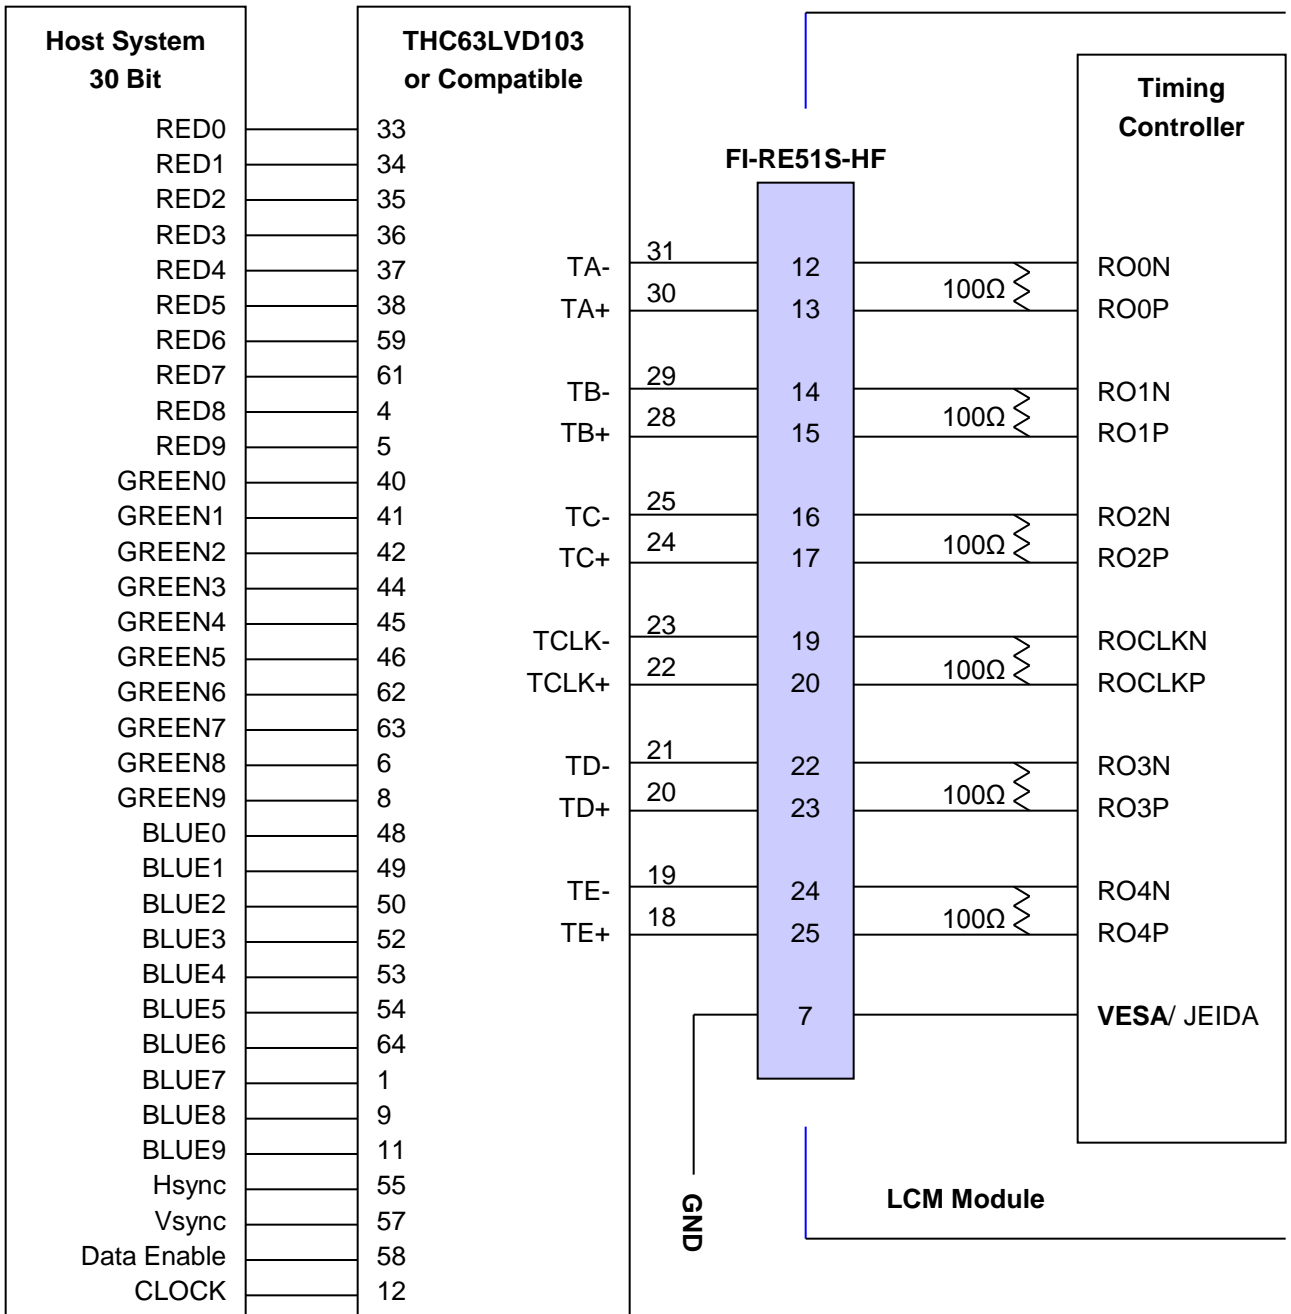 Host System
30 Bit
THC63LVD103
or Compatible
Timing
Controller
FI-RE51S-HF
RED0 33
RED1 34
RED2 35
RED3 36
RED4 37
RED5 38
RED6 59
RED7 61
RED8 4
RED9 5
GREEN0 40
GREEN1 41
GREEN2 42
GREEN3 44
GREEN4 45
GREEN5 46
GREEN6 62
GREEN7 63
GREEN8 6
GREEN9 8
BLUE0 48
BLUE1 49
BLUE2 50
BLUE3 52
BLUE4 53
BLUE5 54
BLUE6 64
BLUE7 1
BLUE8 9
BLUE9 11
Hsync 55
Vsync 57
Data Enable 58
CLOCK 12
TA- 31 12 RO0N
100Ω
TA+ 30 13 RO0P
TB- 29 14 RO1N
100Ω
TB+ 28 15 RO1P
TC- 25 16 RO2N
100Ω
TC+ 24 17 RO2P
TCLK- 23 19 ROCLKN
100Ω
TCLK+ 22 20 ROCLKP
TD- 21 22 RO3N
100Ω
TD+ 20 23 RO3P
TE- 19 24 RO4N
100Ω
TE+ 18 25 RO4P
7 VESA/ JEIDA
GND
LCM Module